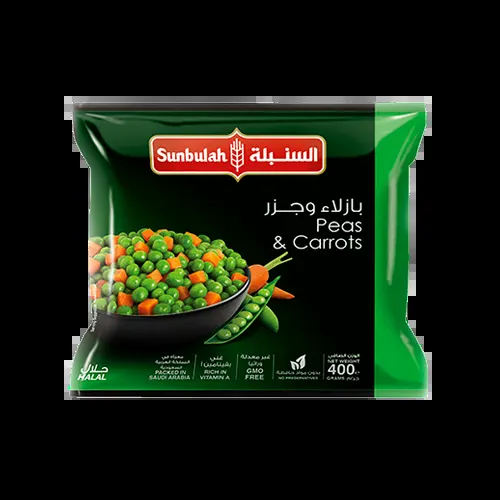 Sunbulah السنبلة
بازلاء وجزر
Peas
& Carrots
حلال
HALAL
معبأة في
المملكة العربية
السعودية
PACKED IN
SAUDI ARABIA
غني
بفيتامين أ
RICH IN
VITAMIN A
غير معدلة
وراثيا
GMO
FREE
بدون مواد حافظة
NO PRESERVATIVES
الوزن الصافي
NET WEIGHT
400
GRAMS جرام